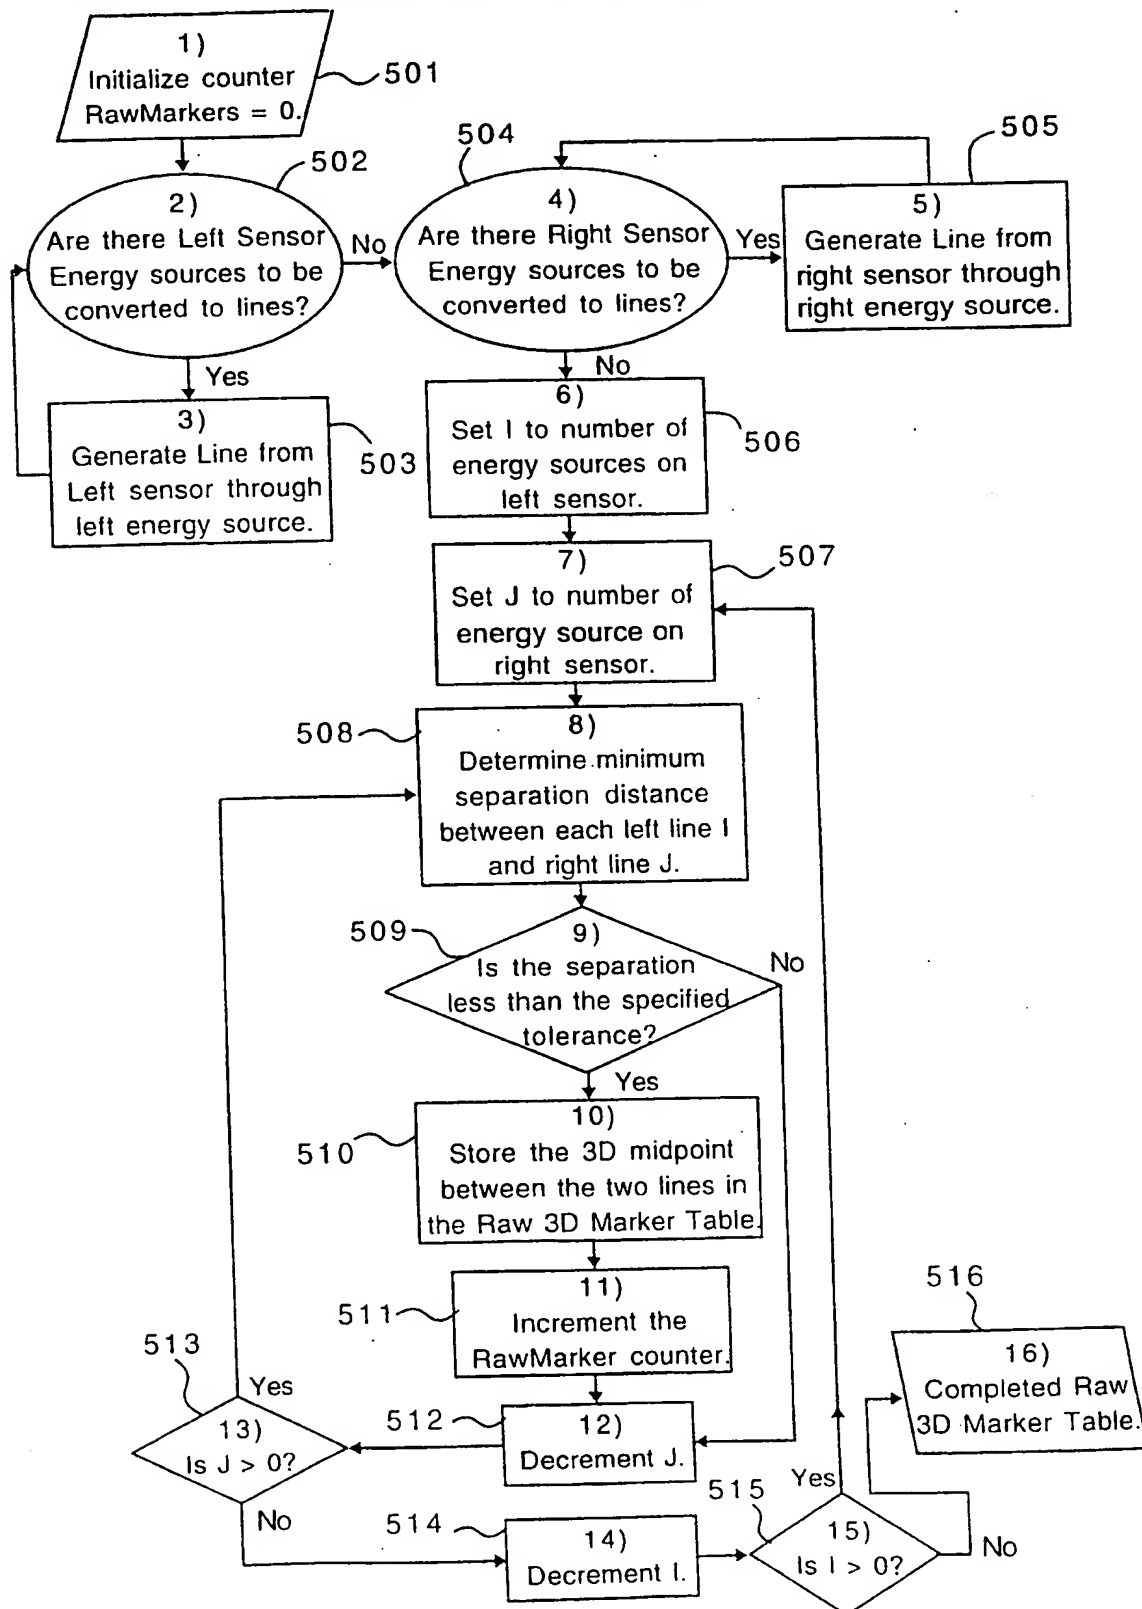 1)
Initialize counter
RawMarkers = 0.
501
502
2)
Are there Left Sensor
Energy sources to be
converted to lines?
No
Yes
3)
Generate Line from
Left sensor through
left energy source.
503
504
4)
Are there Right Sensor
Energy sources to be
converted to lines?
Yes
No
505
5)
Generate Line from
right sensor through
right energy source.
6)
Set I to number of
energy sources on
left sensor.
506
7)
Set J to number of
energy source on
right sensor.
507
508
8)
Determine minimum
separation distance
between each left line I
and right line J.
509
9)
Is the separation
less than the specified
tolerance?
No
Yes
510
10)
Store the 3D midpoint
between the two lines in
the Raw 3D Marker Table.
511
11)
Increment the
RawMarker counter.
512
12)
Decrement J.
513
Yes
13)
Is J > 0?
No
514
14)
Decrement I.
515
Yes
15)
Is I > 0?
No
516
16)
Completed Raw
3D Marker Table.